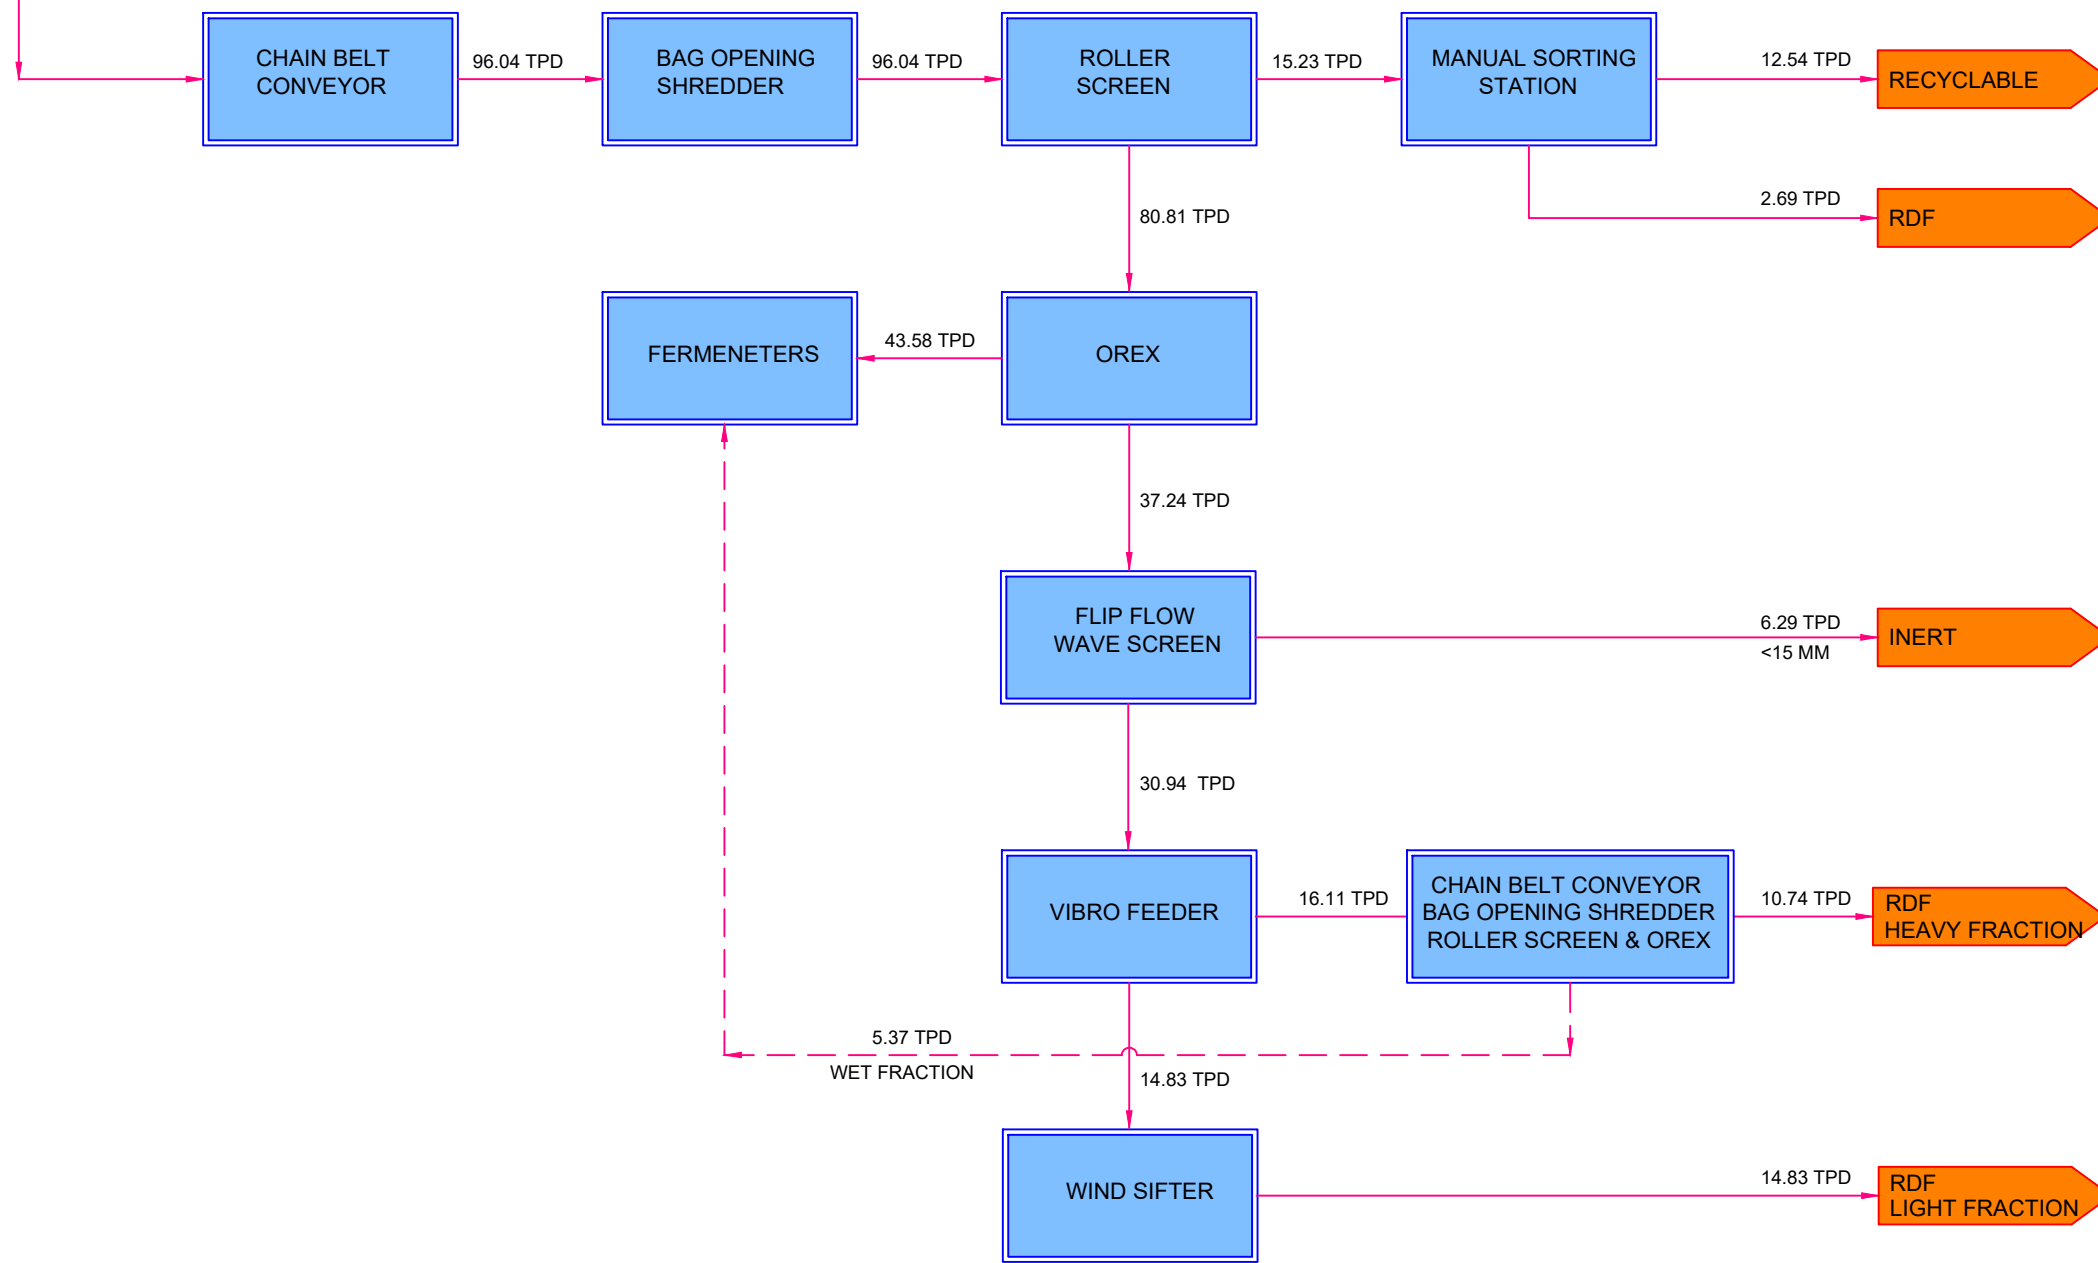 CHAIN BELT
CONVEYOR
96.04 TPD
BAG OPENING
SHREDDER
96.04 TPD
ROLLER
SCREEN
15.23 TPD
MANUAL SORTING
STATION
12.54 TPD
RECYCLABLE
2.69 TPD
RDF
80.81 TPD
FERMENETERS
43.58 TPD
OREX
37.24 TPD
FLIP FLOW
WAVE SCREEN
6.29 TPD
<15 MM
INERT
30.94  TPD
VIBRO FEEDER
16.11 TPD
CHAIN BELT CONVEYOR
BAG OPENING SHREDDER
ROLLER SCREEN & OREX
10.74 TPD
RDF
HEAVY FRACTION
5.37 TPD
WET FRACTION
14.83 TPD
WIND SIFTER
14.83 TPD
RDF
LIGHT FRACTION